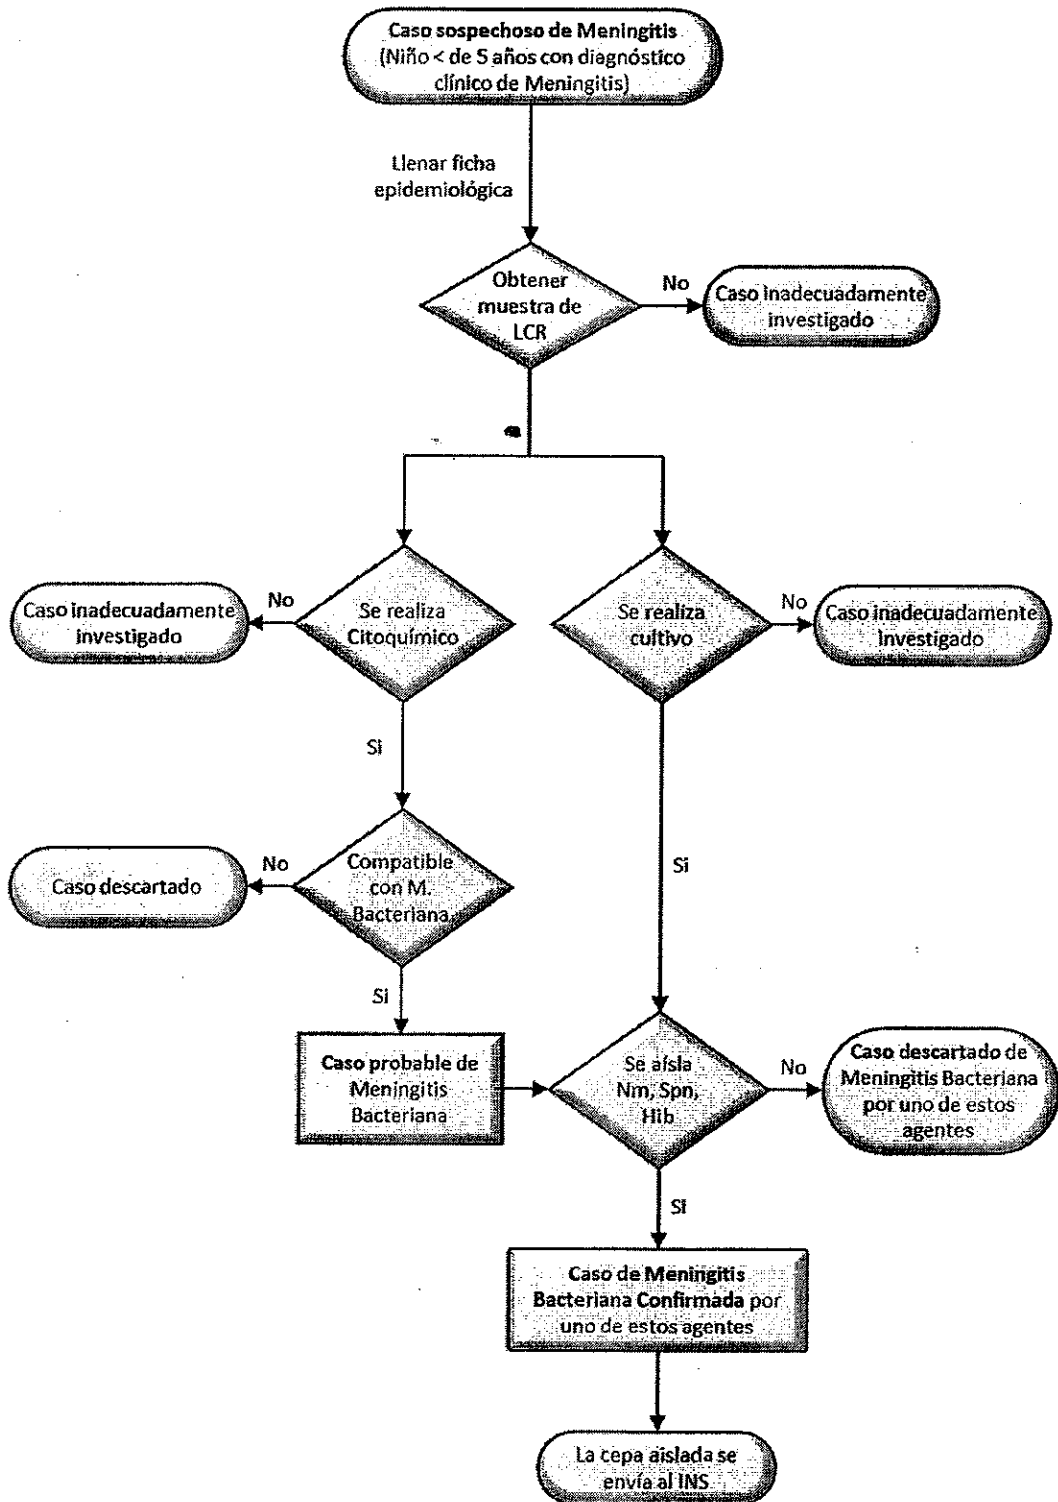 Caso sospechoso de Meningitis
(Niño < de 5 años con diagnóstico
clínico de Meningitis)
Llenar ficha
epidemiológica
Obtener
muestra de
LCR
No
Caso inadecuadamente
investigado
Caso inadecuadamente
investigado
No
Se realiza
Citoquímico
Se realiza
cultivo
No
Caso inadecuadamente
investigado
Si
Caso descartado
No
Compatible
con M.
Bacteriana
Si
Si
Caso probable de
Meningitis
Bacteriana
Se aísla
Nm, Spn,
Hib
No
Caso descartado de
Meningitis Bacteriana
por uno de estos
agentes
Si
Caso de Meningitis
Bacteriana Confirmada por
uno de estos agentes
La cepa aislada se
envía al INS